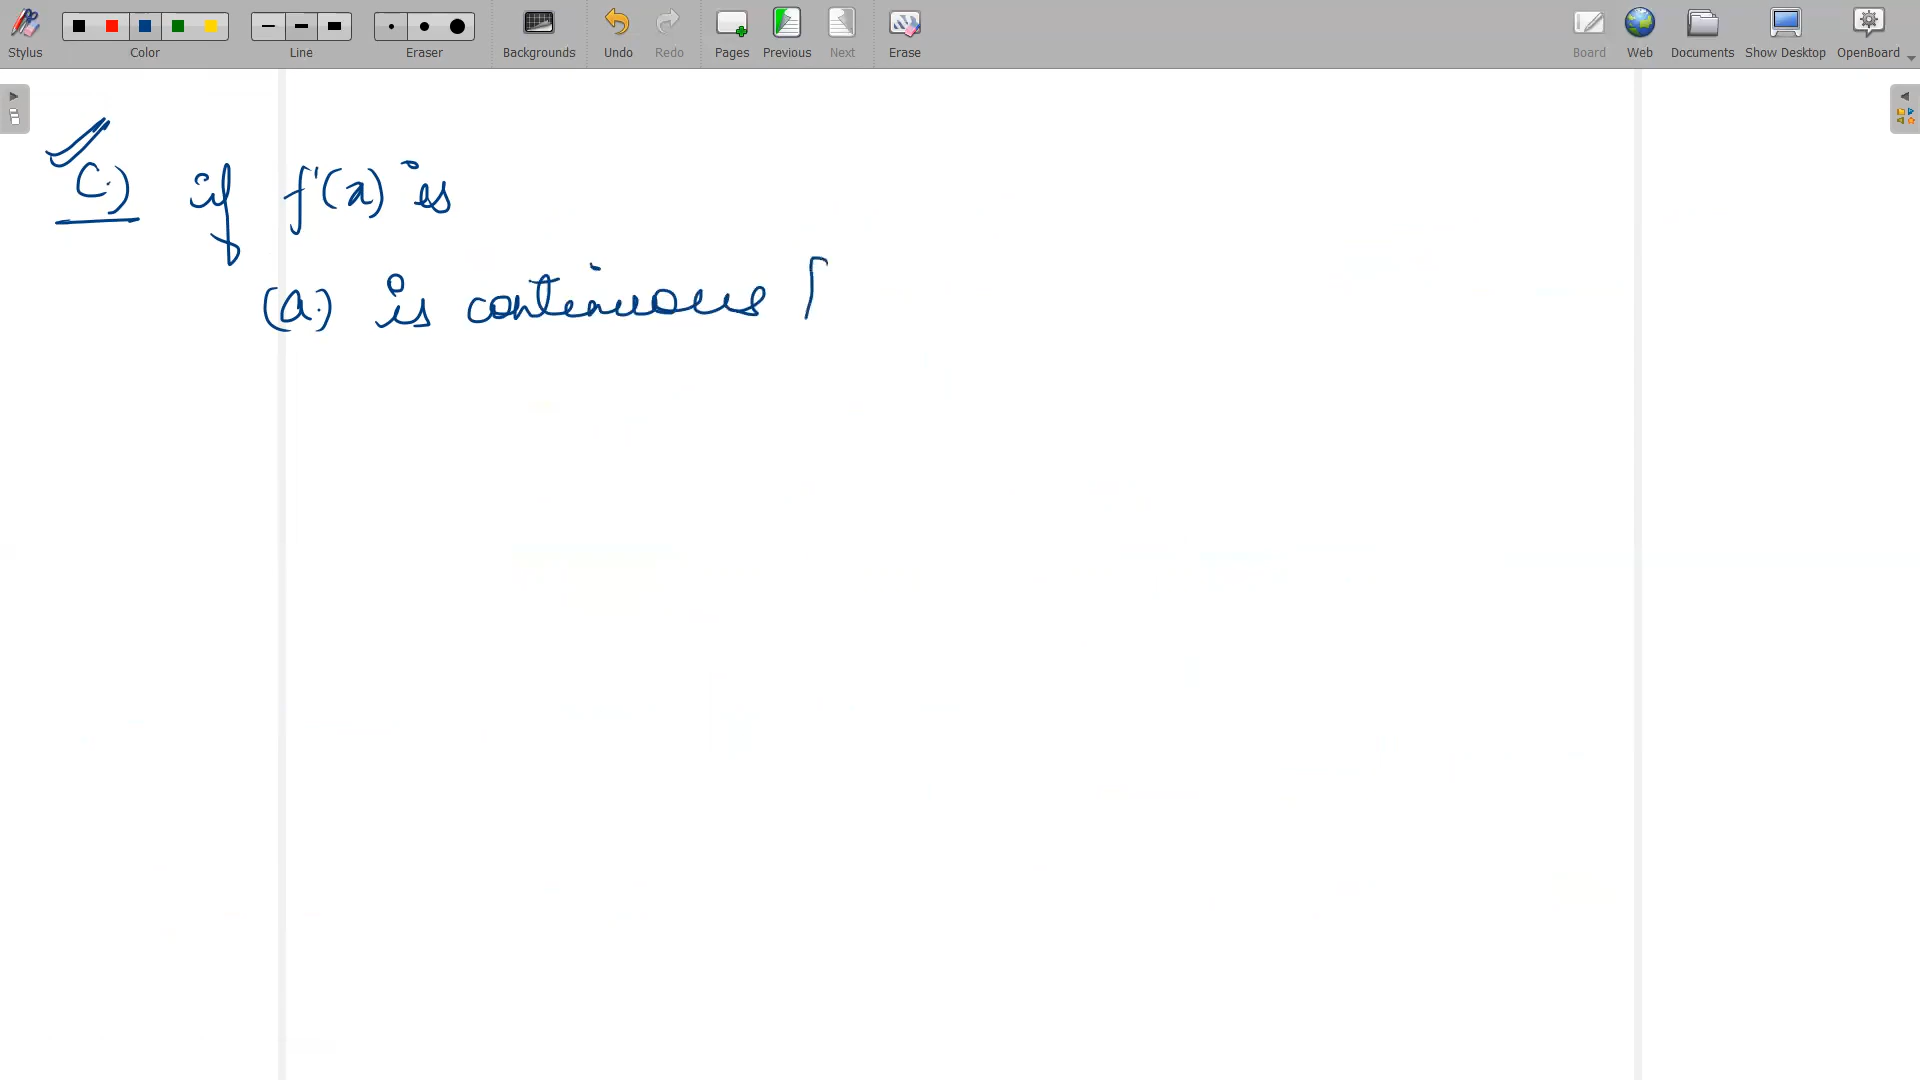 Stylus Color Line Eraser Backgrounds Undo Redo Pages Previous Next Erase Board Web Documents Show Desktop OpenBoard
C.) if f'(x) is
(a.) is continuous [